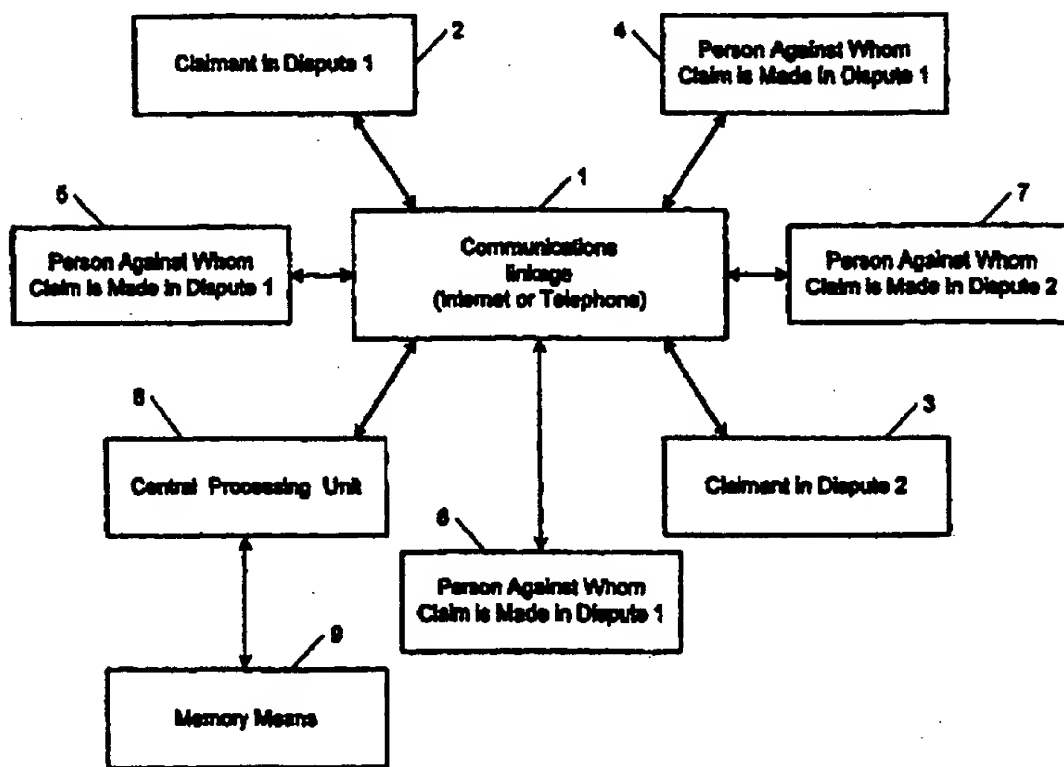 2
Claimant in Dispute 1
4
Person Against Whom
Claim is Made in Dispute 1
5
Person Against Whom
Claim is Made in Dispute 1
1
Communications
linkage
(Internet or Telephone)
7
Person Against Whom
Claim is Made in Dispute 2
8
Central Processing Unit
3
Claimant in Dispute 2
6
Person Against Whom
Claim is Made in Dispute 1
9
Memory Means